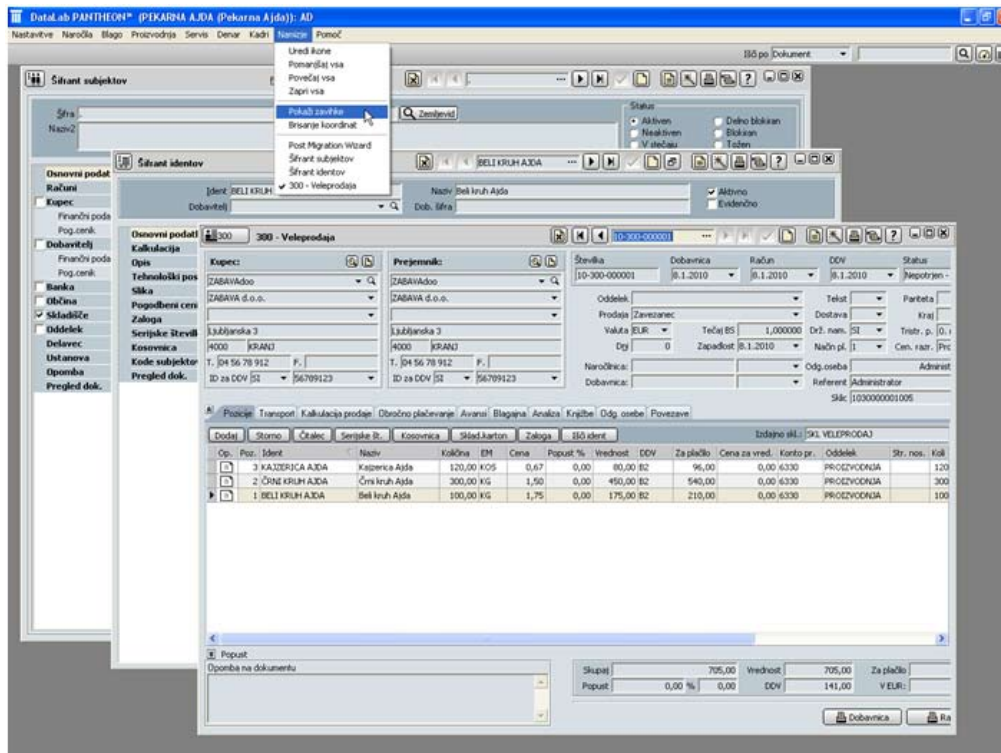 DataLab PANTHEON™ (PEKARNA AJDA (Pekarna Ajda)): AD
Nastavitve Naročila Blago Proizvodnja Servis Denar Kadri Namizje Pomoč
Uredi ikone
Pomanjšaj vsa
Povečaj vsa
Zapri vsa
Pokaži zavihke
Brisanje koordinat
Post Migration Wizard
Šifrant subjektov
Šifrant identov
300 - Veleprodaja
Išči po Dokument
Šifrant subjektov
Šifra
Naziv2
Zemljevid
Status
Aktiven Delno blokiran
Neaktiven Blokiran
V stečaju Tožen
Osnovni podat
Računi
Kupec
Finančni poda
Pog.cenik
Dobavitelj
Finančni poda
Pog.cenik
Banka
Občina
Skladišče
Oddelek
Delavec
Ustanova
Opomba
Pregled dok.
Šifrant identov BELI KRUH AJDA
Ident BELI KRUH Naziv Beli kruh Ajda Aktivno
Dobavitelj Dob. šifra Evidenčno
Osnovni podatl
Kalkulacija
Opis
Tehnološki pos
Slika
Pogodbeni ceni
Zaloga
Serijske števil
Kosovnica
Kode subjektov
Pregled dok.
300 300 - Veleprodaja 10-300-000001
Kupec: Prejemnik: Številka Dobavnica Račun DDV Status
ZABAVAdoo ZABAVAdoo 10-300-000001 8.1.2010 8.1.2010 8.1.2010 Nepotrjen -
ZABAVA d.o.o. ZABAVA d.o.o. Oddelek Tekst Pariteta
Prodaja Zavezanec Dostava Kraj
Ljubljanska 3 Ljubljanska 3 Valuta EUR Tečaj BS 1,000000 Drž. nam. SI Tristr. p. 0.
4000 KRANJ 4000 KRANJ Dni 0 Zapadlost 8.1.2010 Način pl. 1 Cen. razr. Pro
T. 04 56 78 912 F. T. 04 56 78 912 F. Naročilnica: Odg.oseba Administ
ID za DDV SI 56789123 ID za DDV SI 56789123 Dobavnica: Referent Administrator
Sklic 1030000001005
Pozicije Transport Kalkulacija prodaje Obročno plačevanje Avansi Blagajna Analiza Knjižbe Odg. osebe Povezave
Dodaj Storno Čitalec Serijske št. Kosovnica Sklad.karton Zaloga Išči ident Izdajno skl.: SKL VELEPRODAJ
Op. Poz. Ident Naziv Količina EM Cena Popust % Vrednost DDV Za plačilo Cena za vred. Konto pr. Oddelek Str. nos. Koli
3 KAJZERICA AJDA Kajzerica Ajda 120,00 KOS 0,67 0,00 80,00 B2 96,00 0,00 6330 PROIZVODNJA 120
2 ČRNI KRUH AJDA Črni kruh Ajda 300,00 KG 1,50 0,00 450,00 B2 540,00 0,00 6330 PROIZVODNJA 300
1 BELI KRUH AJDA Beli kruh Ajda 100,00 KG 1,75 0,00 175,00 B2 210,00 0,00 6330 PROIZVODNJA 100
Popust
Opomba na dokumentu
Skupaj 705,00 Vrednost 705,00 Za plačilo
Popust 0,00 % 0,00 DDV 141,00 V EUR:
Dobavnica Ra